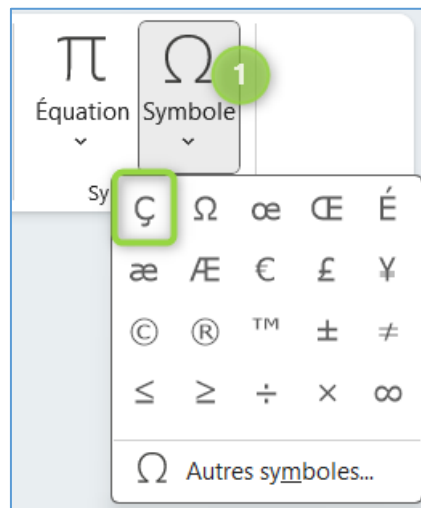 π Ω 1
Équation Symbole
Sy
Ç Ω œ Œ É
æ Æ € £ ¥
© ® ™ ± ≠
≤ ≥ ÷ × ∞
Ω Autres symboles...